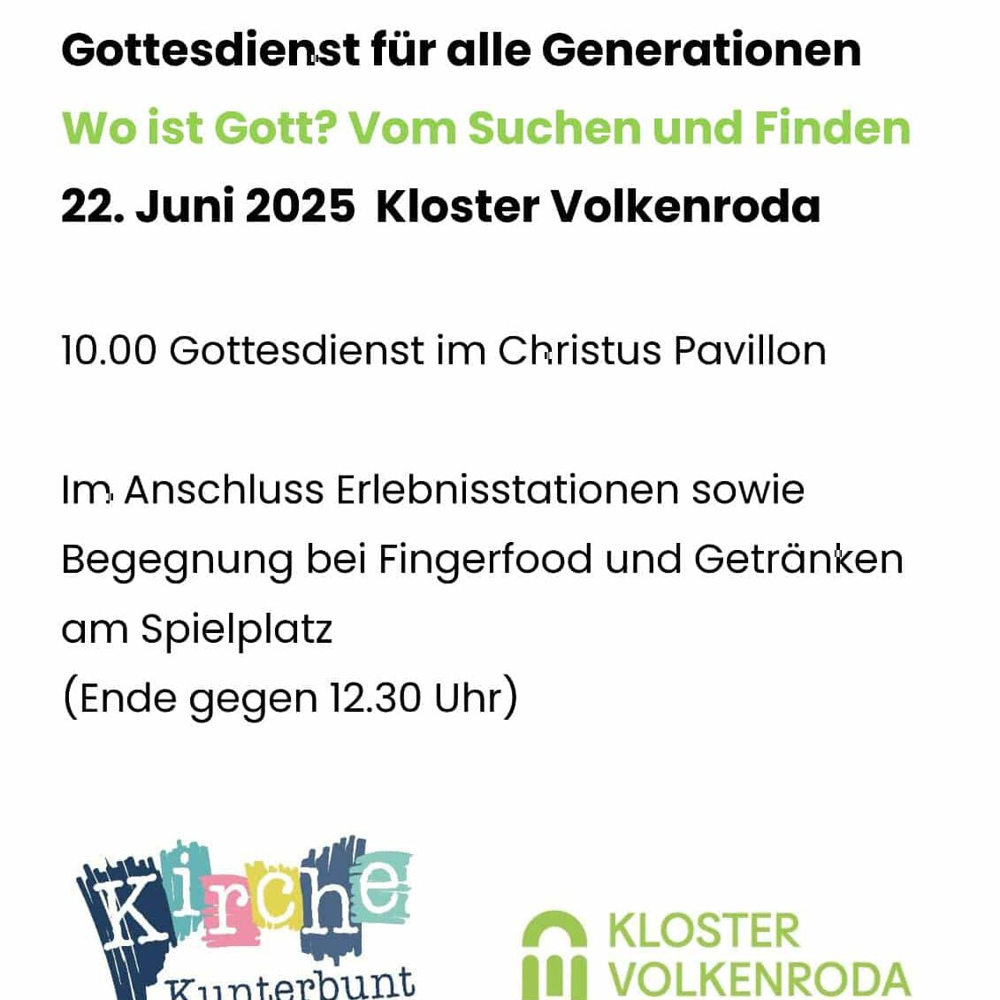 Gottesdienst für alle Generationen
Wo ist Gott? Vom Suchen und Finden
22. Juni 2025 Kloster Volkenroda
10.00 Gottesdienst im Christus Pavillon
Im Anschluss Erlebnisstationen sowie
Begegnung bei Fingerfood und Getränken
am Spielplatz
(Ende gegen 12.30 Uhr)
Kirche
Kunterbunt
KLOSTER
VOLKENRODA